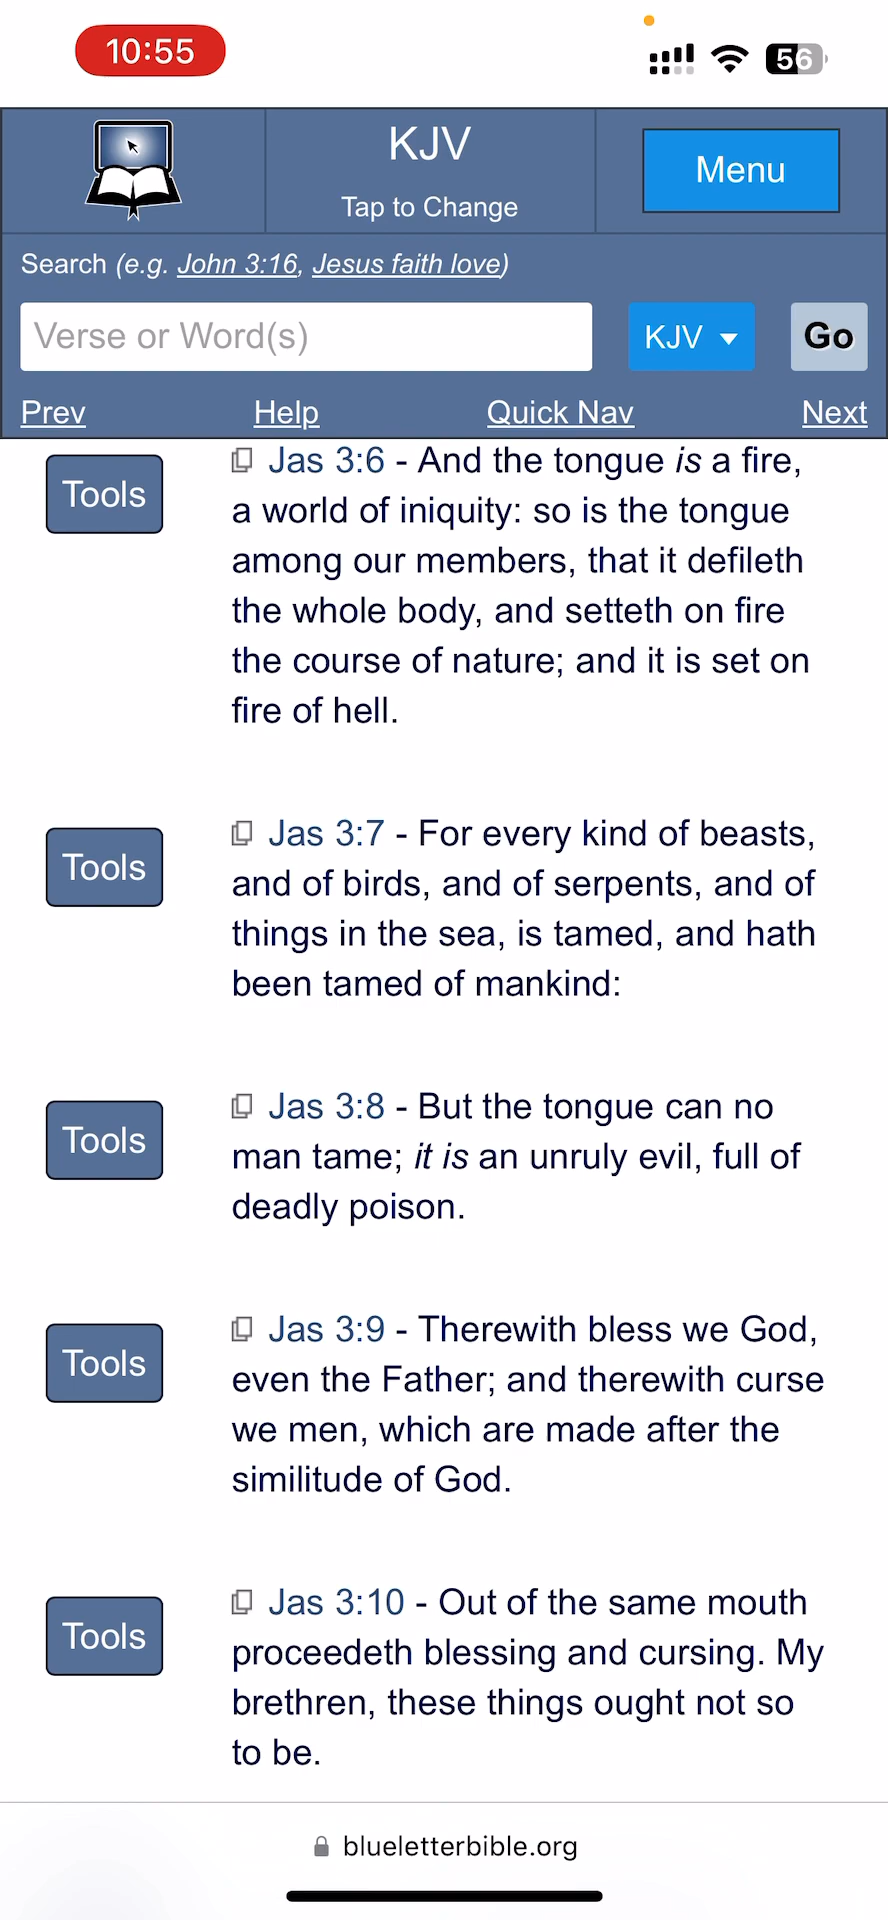 10:55
56
KJV
Tap to Change
Menu
Search (e.g. John 3:16, Jesus faith love)
Verse or Word(s)
KJV
Go
Prev
Help
Quick Nav
Next
Tools
Jas 3:6 - And the tongue is a fire,
a world of iniquity: so is the tongue
among our members, that it defileth
the whole body, and setteth on fire
the course of nature; and it is set on
fire of hell.
Tools
Jas 3:7 - For every kind of beasts,
and of birds, and of serpents, and of
things in the sea, is tamed, and hath
been tamed of mankind:
Tools
Jas 3:8 - But the tongue can no
man tame; it is an unruly evil, full of
deadly poison.
Tools
Jas 3:9 - Therewith bless we God,
even the Father; and therewith curse
we men, which are made after the
similitude of God.
Tools
Jas 3:10 - Out of the same mouth
proceedeth blessing and cursing. My
brethren, these things ought not so
to be.
blueletterbible.org